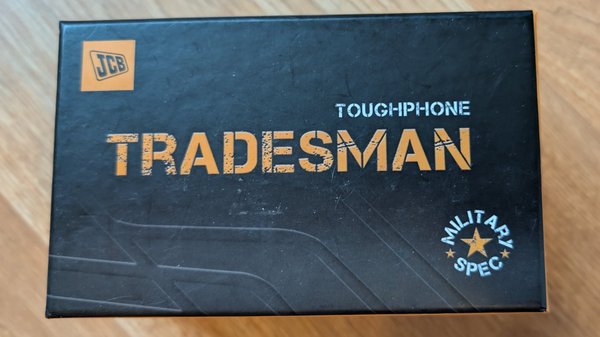 JCB
TOUGHPHONE
TRADESMAN
MILITARY
SPEC